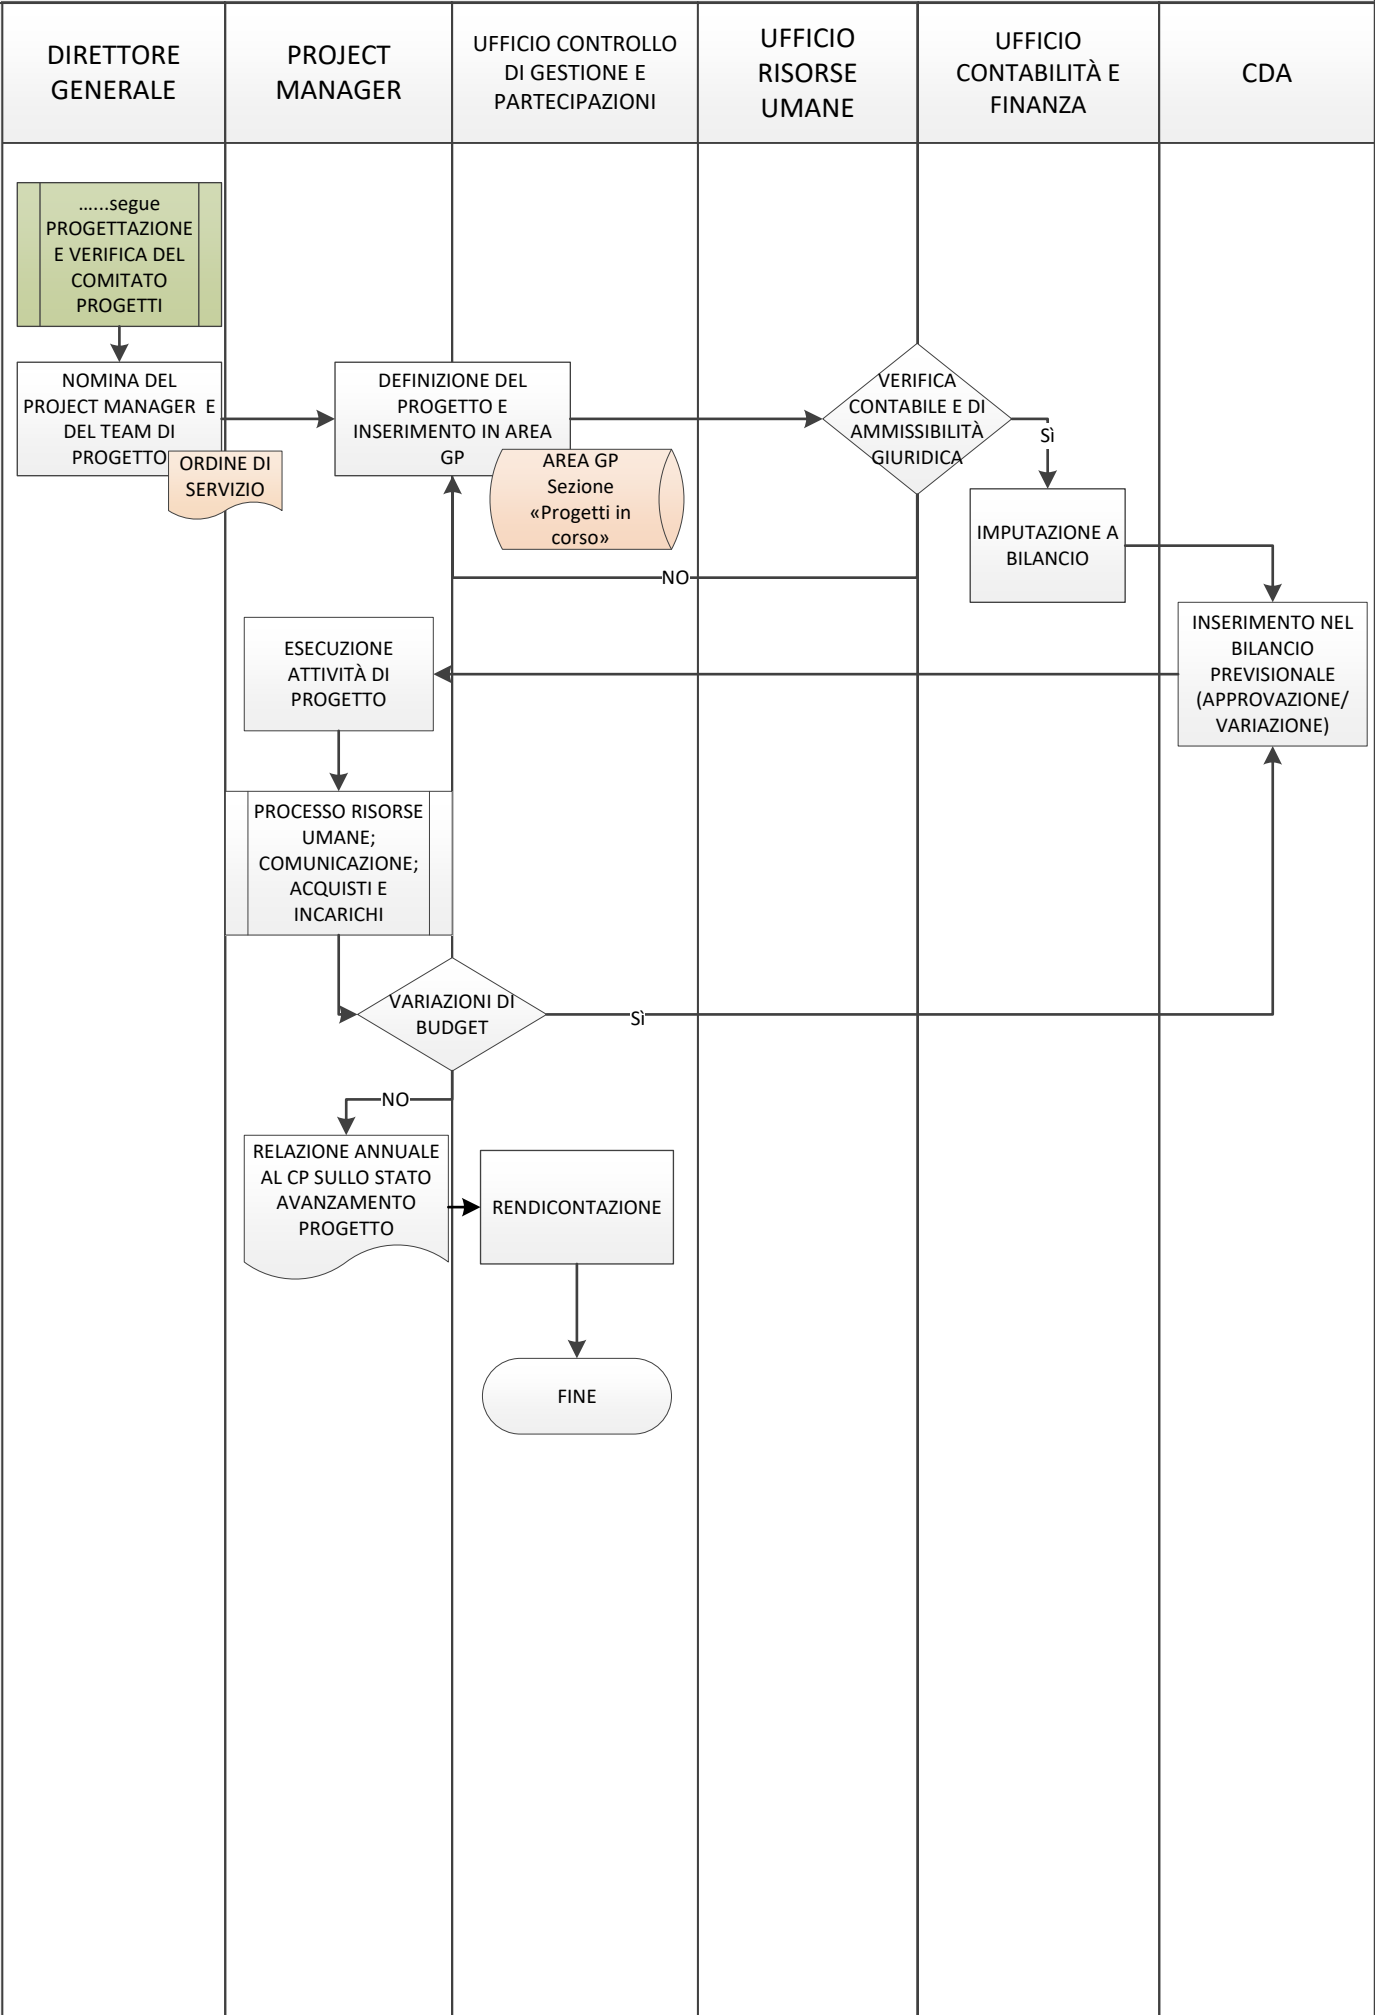 DIRETTORE
GENERALE
PROJECT
MANAGER
UFFICIO CONTROLLO
DI GESTIONE E
PARTECIPAZIONI
UFFICIO
RISORSE
UMANE
UFFICIO
CONTABILITÀ E
FINANZA
CDA
…...segue
PROGETTAZIONE
E VERIFICA DEL
COMITATO
PROGETTI
NOMINA DEL
PROJECT MANAGER E
DEL TEAM DI
PROGETTO
ORDINE DI
SERVIZIO
DEFINIZIONE DEL
PROGETTO E
INSERIMENTO IN AREA
GP
AREA GP
Sezione
«Progetti in
corso»
VERIFICA
CONTABILE E DI
AMMISSIBILITÀ
GIURIDICA
Sì
IMPUTAZIONE A
BILANCIO
NO
INSERIMENTO NEL
BILANCIO
PREVISIONALE
(APPROVAZIONE/
VARIAZIONE)
ESECUZIONE
ATTIVITÀ DI
PROGETTO
PROCESSO RISORSE
UMANE;
COMUNICAZIONE;
ACQUISTI E
INCARICHI
VARIAZIONI DI
BUDGET
Sì
NO
RELAZIONE ANNUALE
AL CP SULLO STATO
AVANZAMENTO
PROGETTO
RENDICONTAZIONE
FINE